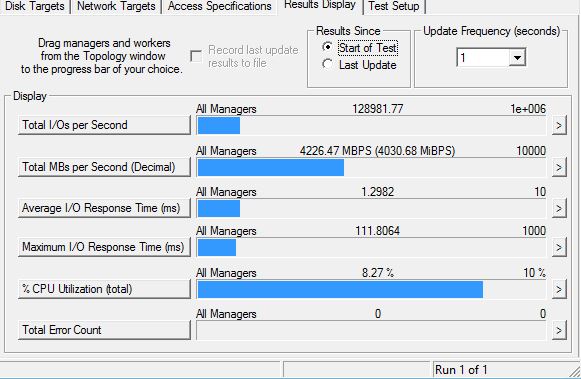 Disk Targets Network Targets Access Specifications Results Display Test Setup
Drag managers and workers
from the Topology window
to the progress bar of your choice.
Record last update
results to file
Results Since
Start of Test
Last Update
Update Frequency (seconds)
1
Display
All Managers 128981.77 1e+006
Total I/Os per Second >
All Managers 4226.47 MBPS (4030.68 MiBPS) 10000
Total MBs per Second (Decimal) >
All Managers 1.2982 10
Average I/O Response Time (ms) >
All Managers 111.8064 1000
Maximum I/O Response Time (ms) >
All Managers 8.27 % 10 %
% CPU Utilization (total) >
All Managers 0 0
Total Error Count >
Run 1 of 1